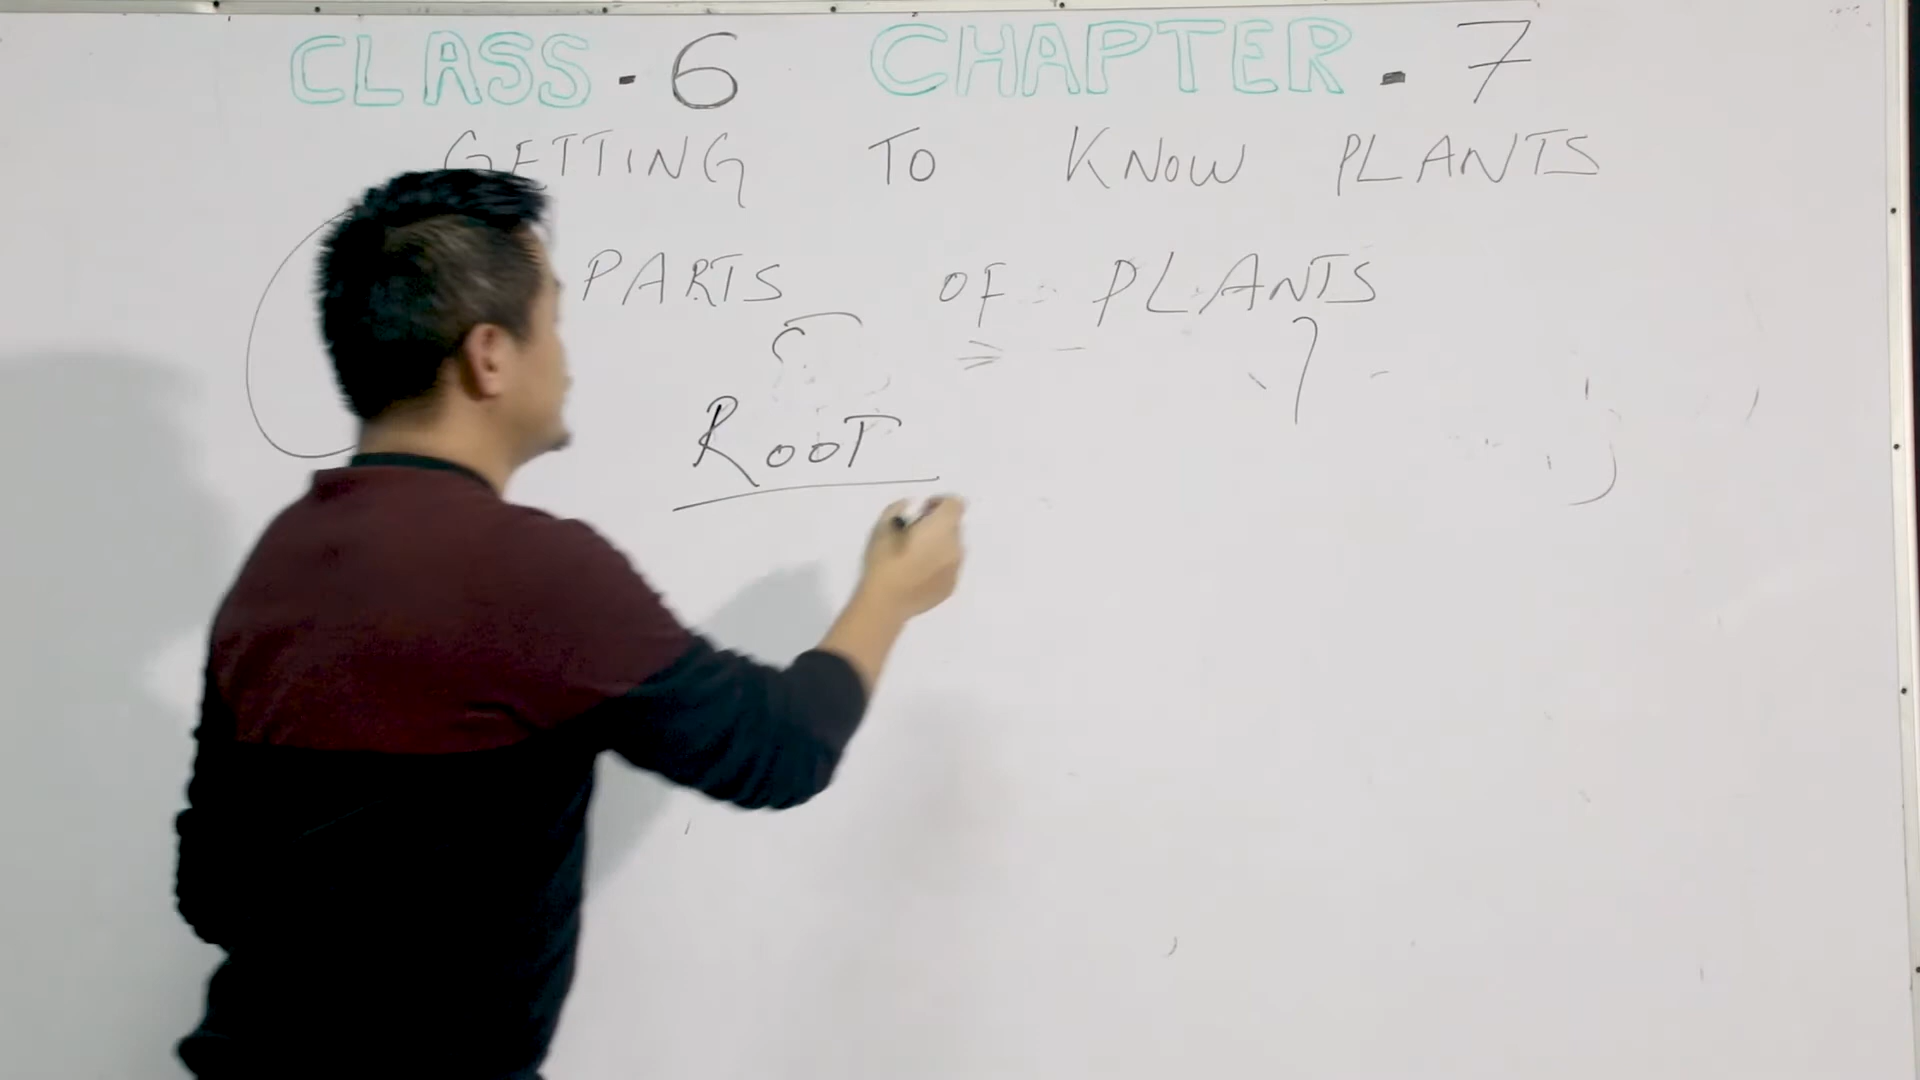 CLASS - 6 CHAPTER - 7
GETTING TO KNOW PLANTS
PARTS OF PLANTS
ROOT